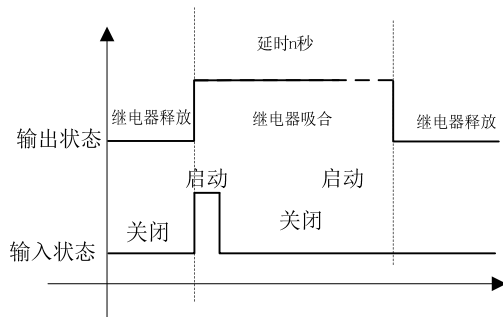 延时n秒
继电器释放
继电器吸合
继电器释放
输出状态
启动
启动
关闭
关闭
输入状态